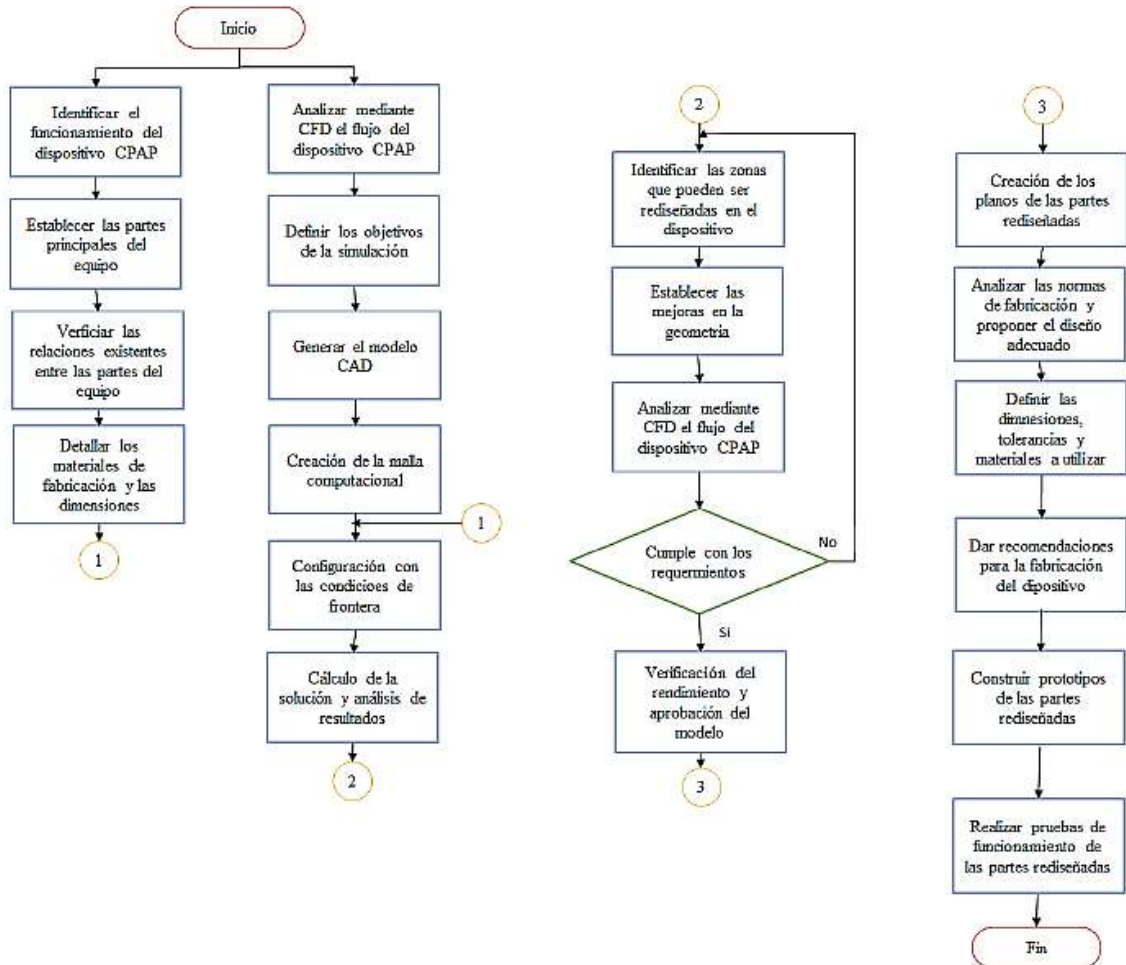 Inicio
Identificar el
funcionamiento del
dispositivo CPAP
Establecer las partes
principales del
equipo
Verficiar las
relaciones existentes
entre las partes del
equipo
Detallar los
materiales de
fabricación y las
dimensiones
1
Analizar mediante
CFD el flujo del
dispositivo CPAP
Definir los objetivos
de la simulación
Generar el modelo
CAD
Creación de la malla
computacional
1
Configuración con
las condicioes de
frontera
Cálculo de la
solución y análisis de
resultados
2
2
Identificar las zonas
que pueden ser
rediseñadas en el
dispositivo
Establecer las
mejoras en la
geometria
Analizar mediante
CFD el flujo del
dispositivo CPAP
Cumple con los
requermientos
No
Si
Verificación del
rendimiento y
aprobación del
modelo
3
3
Creación de los
planos de las partes
rediseñadas
Analizar las normas
de fabricación y
proponer el diseño
adecuado
Definir las
dimnesiones,
tolerancias y
materiales a utilizar
Dar recomendaciones
para la fabricación
del dipositivo
Construir prototipos
de las partes
rediseñadas
Realizar pruebas de
funcionamiento de
las partes rediseñadas
Fin